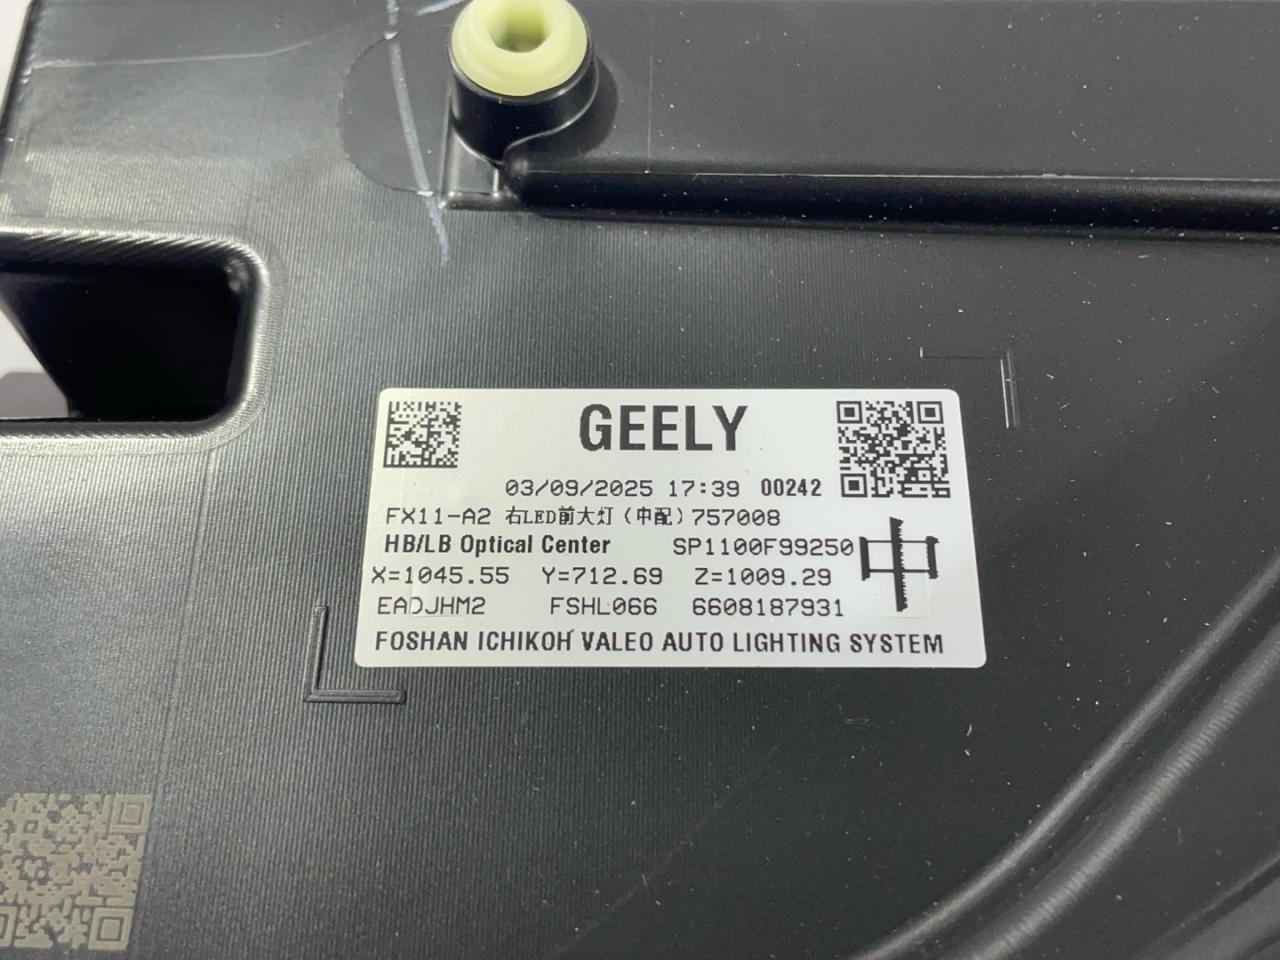 GEELY
03/09/2025 17:39 00242
FX11-A2 右LED前大灯（中配）757008
HB/LB Optical Center SP1100F99250
中
X=1045.55 Y=712.69 Z=1009.29
EADJHM2 FSHL066 6608187931
FOSHAN ICHIKOH VALEO AUTO LIGHTING SYSTEM